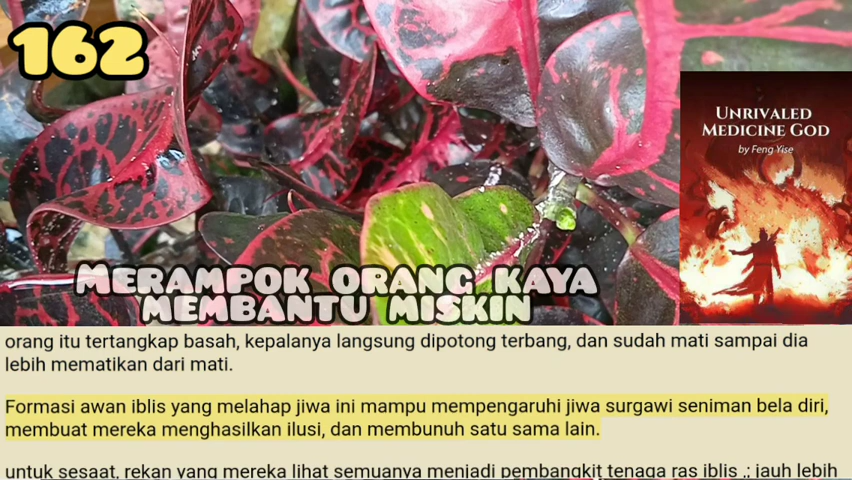 162
UNRIVALED
MEDICINE GOD
by Feng Yise
MERAMPOK ORANG KAYA
MEMBANTU MISKIN
orang itu tertangkap basah, kepalanya langsung dipotong terbang, dan sudah mati sampai dia
lebih mematikan dari mati.
Formasi awan iblis yang melahap jiwa ini mampu mempengaruhi jiwa surgawi seniman bela diri,
membuat mereka menghasilkan ilusi, dan membunuh satu sama lain.
untuk sesaat, rekan yang mereka lihat semuanya menjadi pembangkit tenaga ras iblis ,; jauh lebih